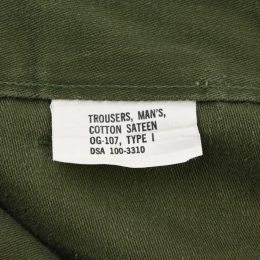 TROUSERS, MAN'S,
COTTON SATEEN
OG-107, TYPE I
DSA 100-3310